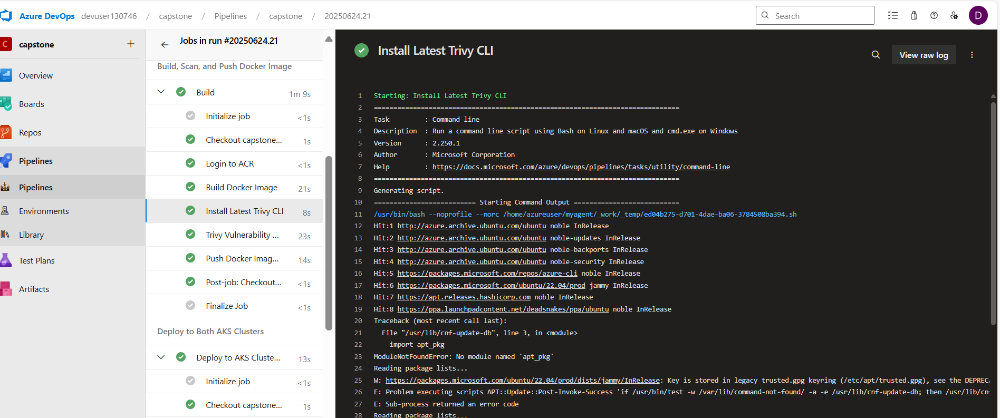 Azure DevOps devuser130746 / capstone / Pipelines / capstone / 20250624.21
Search
D
C capstone
Overview
Boards
Repos
Pipelines
Pipelines
Environments
Library
Test Plans
Artifacts
Jobs in run #20250624.21
Build, Scan, and Push Docker Image
Build 1m 9s
Initialize job <1s
Checkout capstone... 1s
Login to ACR <1s
Build Docker Image 21s
Install Latest Trivy CLI 8s
Trivy Vulnerability ... 23s
Push Docker Imag... 14s
Post-job: Checkout... <1s
Finalize Job <1s
Deploy to Both AKS Clusters
Deploy to AKS Cluste... 13s
Initialize job <1s
Checkout capstone... 1s
Install Latest Trivy CLI
View raw log
1 Starting: Install Latest Trivy CLI
2 ==============================================================================
3 Task         : Command line
4 Description  : Run a command line script using Bash on Linux and macOS and cmd.exe on Windows
5 Version      : 2.250.1
6 Author       : Microsoft Corporation
7 Help         : https://docs.microsoft.com/azure/devops/pipelines/tasks/utility/command-line
8 ==============================================================================
9 Generating script.
10 ========================== Starting Command Output ===========================
11 /usr/bin/bash --noprofile --norc /home/azureuser/myagent/_work/_temp/ed04b275-d701-4dae-ba06-3784508ba394.sh
12 Hit:1 http://azure.archive.ubuntu.com/ubuntu noble InRelease
13 Hit:2 http://azure.archive.ubuntu.com/ubuntu noble-updates InRelease
14 Hit:3 http://azure.archive.ubuntu.com/ubuntu noble-backports InRelease
15 Hit:4 http://azure.archive.ubuntu.com/ubuntu noble-security InRelease
16 Hit:5 https://packages.microsoft.com/repos/azure-cli noble InRelease
17 Hit:6 https://packages.microsoft.com/ubuntu/22.04/prod jammy InRelease
18 Hit:7 https://apt.releases.hashicorp.com noble InRelease
19 Hit:8 https://ppa.launchpadcontent.net/deadsnakes/ppa/ubuntu noble InRelease
20 Traceback (most recent call last):
21   File "/usr/lib/cnf-update-db", line 3, in <module>
22     import apt_pkg
23 ModuleNotFoundError: No module named 'apt_pkg'
24 Reading package lists...
25 W: https://packages.microsoft.com/ubuntu/22.04/prod/dists/jammy/InRelease: Key is stored in legacy trusted.gpg keyring (/etc/apt/trusted.gpg), see the DEPREC
26 E: Problem executing scripts APT::Update::Post-Invoke-Success 'if /usr/bin/test -w /var/lib/command-not-found/ -a -e /usr/lib/cnf-update-db; then /usr/lib/cn
27 E: Sub-process returned an error code
28 Reading package lists...